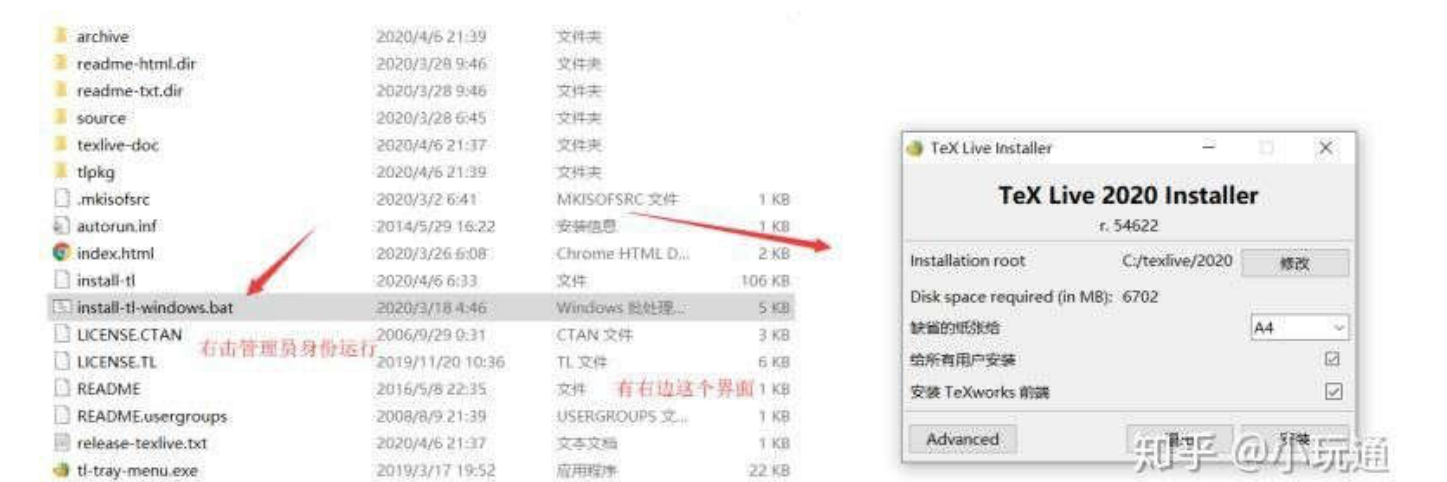 archive 2020/4/6 21:39 文件夹
readme-html.dir 2020/3/28 9:46 文件夹
readme-txt.dir 2020/3/28 9:46 文件夹
source 2020/3/28 6:45 文件夹
texlive-doc 2020/4/6 21:37 文件夹
tlpkg 2020/4/6 21:39 文件夹
.mkisofsrc 2020/3/2 6:41 MKISOFSRC 文件 1 KB
autorun.inf 2014/5/29 16:22 安装信息 1 KB
index.html 2020/3/26 6:08 Chrome HTML D... 2 KB
install-tl 2020/4/6 6:33 文件 106 KB
install-tl-windows.bat 2020/3/18 4:46 Windows 批处理... 5 KB
LICENSE.CTAN 2006/9/29 0:31 CTAN 文件 3 KB
右击管理员身份运行
LICENSE.TL 2019/11/20 10:36 TL 文件 6 KB
README 2016/5/8 22:35 文件 1 KB
有右边这个界面
README.usergroups 2008/8/9 21:39 USERGROUPS 文... 1 KB
release-texlive.txt 2020/4/6 21:37 文本文档 1 KB
tl-tray-menu.exe 2019/3/17 19:52 应用程序 22 KB
TeX Live Installer
TeX Live 2020 Installer
r. 54622
Installation root C:/texlive/2020 修改
Disk space required (in MB): 6702
缺省的纸张给 A4
给所有用户安装
安装 TeXworks 前端
Advanced 安装
知乎 @小玩通